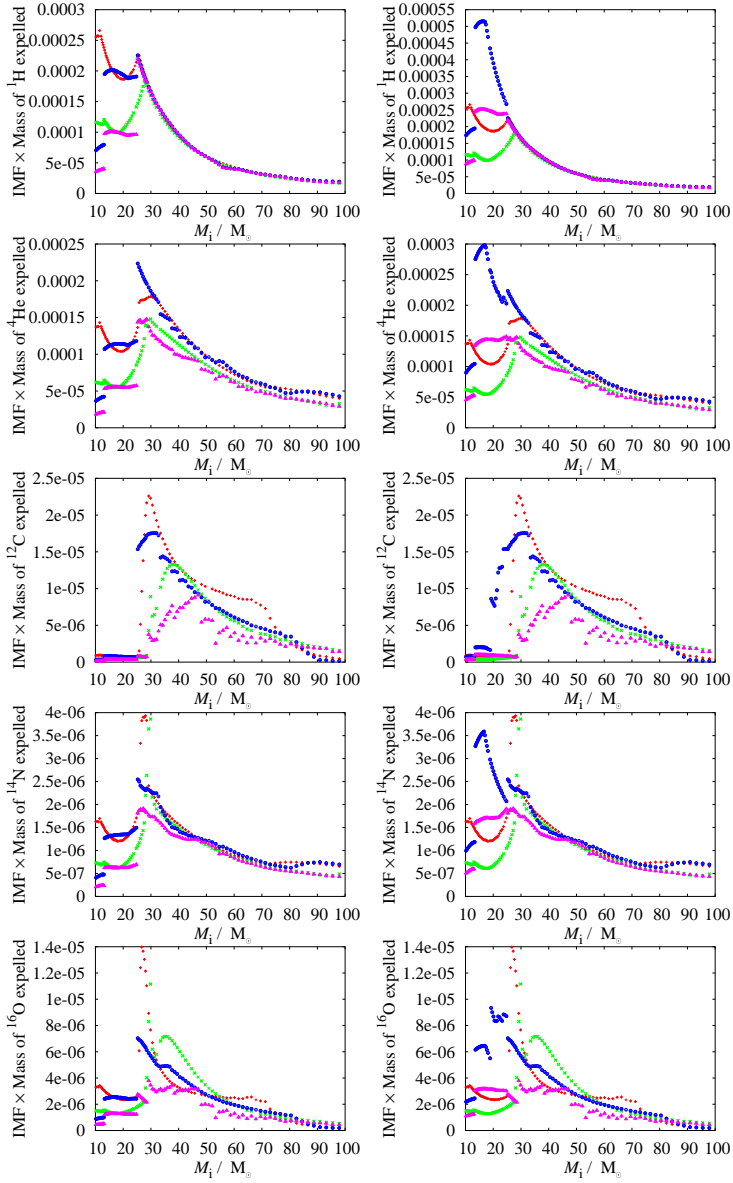 0.0003
0.00025
0.0002
0.00015
0.0001
5e-05
0
IMF × Mass of ¹H expelled
10 20 30 40 50 60 70 80 90 100
Mᵢ / M☉
0.00055
0.0005
0.00045
0.0004
0.00035
0.0003
0.00025
0.0002
0.00015
0.0001
5e-05
0
IMF × Mass of ¹H expelled
10 20 30 40 50 60 70 80 90 100
Mᵢ / M☉
0.00025
0.0002
0.00015
0.0001
5e-05
0
IMF × Mass of ⁴He expelled
10 20 30 40 50 60 70 80 90 100
Mᵢ / M☉
0.0003
0.00025
0.0002
0.00015
0.0001
5e-05
0
IMF × Mass of ⁴He expelled
10 20 30 40 50 60 70 80 90 100
Mᵢ / M☉
2.5e-05
2e-05
1.5e-05
1e-05
5e-06
0
IMF × Mass of ¹²C expelled
10 20 30 40 50 60 70 80 90 100
Mᵢ / M☉
2.5e-05
2e-05
1.5e-05
1e-05
5e-06
0
IMF × Mass of ¹²C expelled
10 20 30 40 50 60 70 80 90 100
Mᵢ / M☉
4e-06
3.5e-06
3e-06
2.5e-06
2e-06
1.5e-06
1e-06
5e-07
0
IMF × Mass of ¹⁴N expelled
10 20 30 40 50 60 70 80 90 100
Mᵢ / M☉
4e-06
3.5e-06
3e-06
2.5e-06
2e-06
1.5e-06
1e-06
5e-07
0
IMF × Mass of ¹⁴N expelled
10 20 30 40 50 60 70 80 90 100
Mᵢ / M☉
1.4e-05
1.2e-05
1e-05
8e-06
6e-06
4e-06
2e-06
0
IMF × Mass of ¹⁶O expelled
10 20 30 40 50 60 70 80 90 100
Mᵢ / M☉
1.4e-05
1.2e-05
1e-05
8e-06
6e-06
4e-06
2e-06
0
IMF × Mass of ¹⁶O expelled
10 20 30 40 50 60 70 80 90 100
Mᵢ / M☉